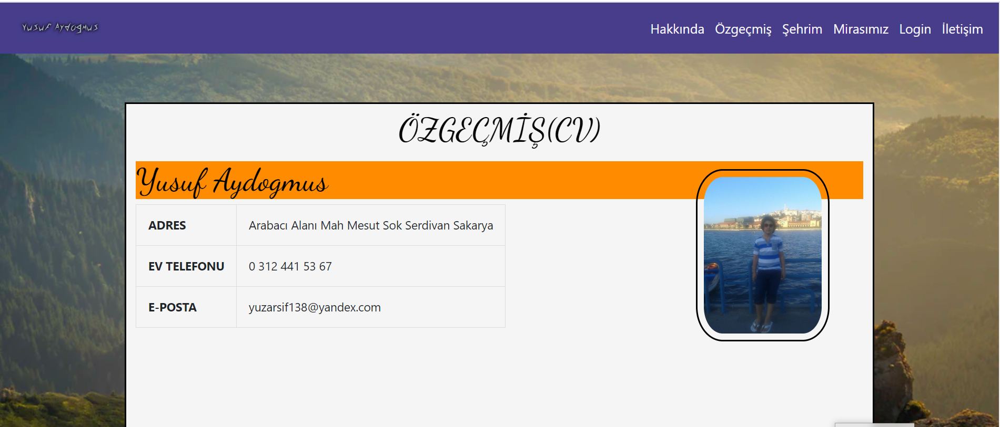 Yusuf Aydogmus
Hakkında Özgeçmiş Şehrim Mirasımız Login İletişim
ÖZGEÇMİŞ(CV)
Yusuf Aydogmus
ADRES Arabacı Alanı Mah Mesut Sok Serdivan Sakarya
EV TELEFONU 0 312 441 53 67
E-POSTA yuzarsif138@yandex.com